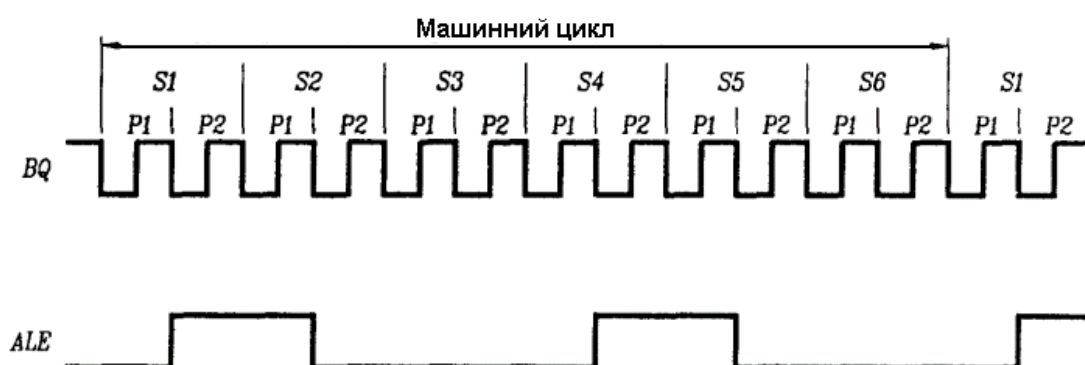 Машинний цикл
S1 S2 S3 S4 S5 S6 S1
P1 P2 P1 P2 P1 P2 P1 P2 P1 P2 P1 P2 P1 P2
BQ
ALE